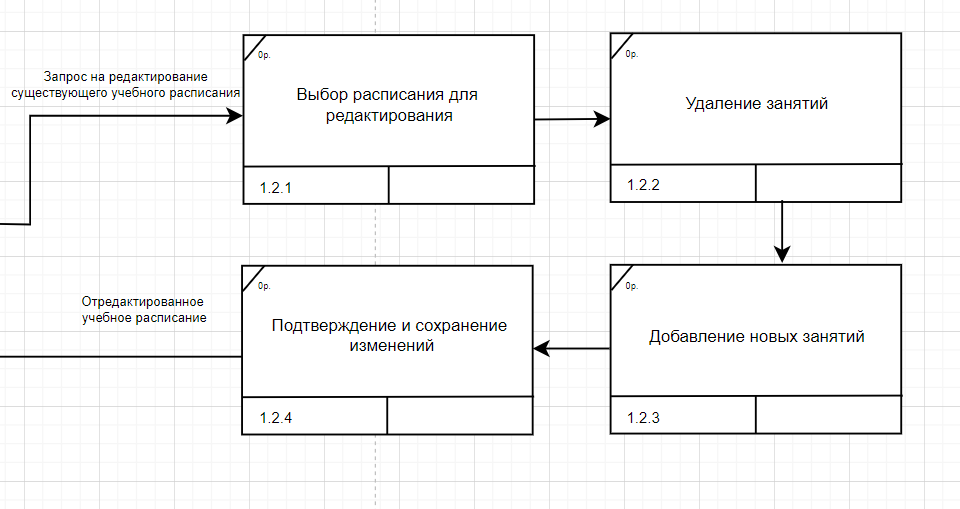 Запрос на редактирование
существующего учебного расписания
0р.
Выбор расписания для
редактирования
1.2.1
0р.
Удаление занятий
1.2.2
Отредактированное
учебное расписание
0р.
Подтверждение и сохранение
изменений
1.2.4
0р.
Добавление новых занятий
1.2.3